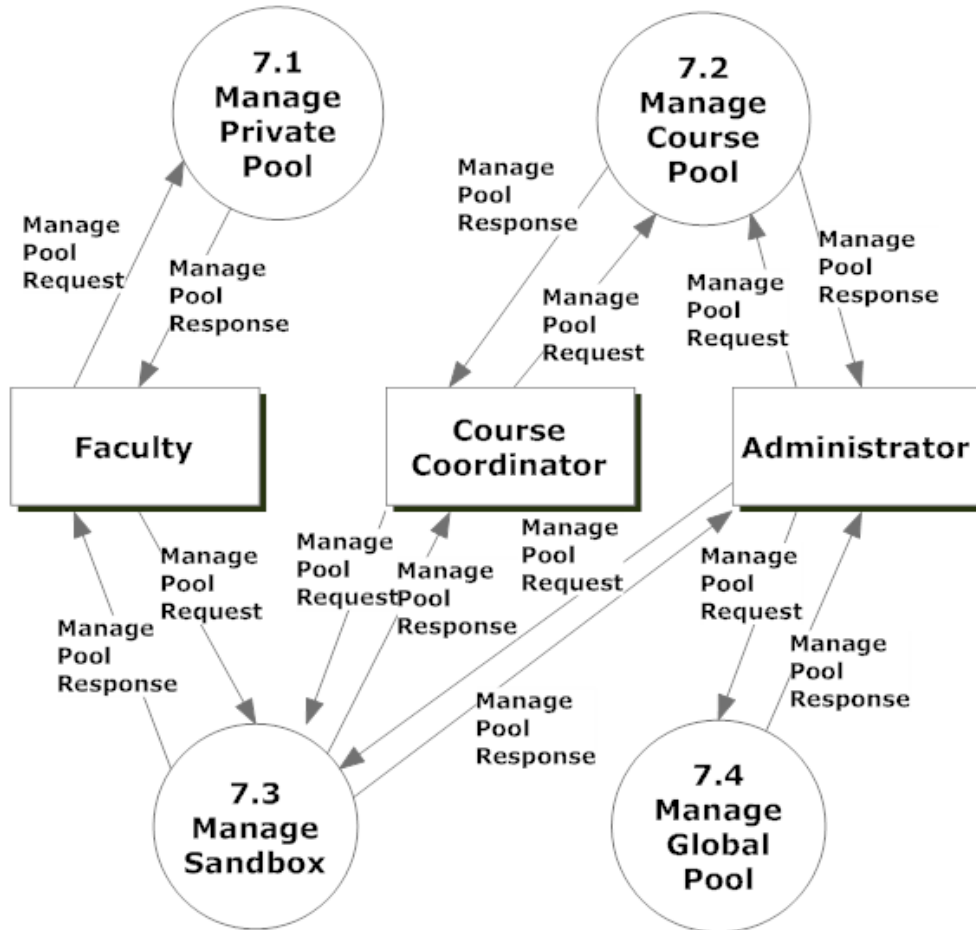 7.1
Manage
Private
Pool
7.2
Manage
Course
Pool
Manage
Pool
Request
Manage
Pool
Response
Manage
Pool
Response
Manage
Pool
Request
Manage
Pool
Request
Manage
Pool
Response
Faculty
Course
Coordinator
Administrator
Manage
Pool
Response
Manage
Pool
Request
Manage
Pool
Request
Manage
Pool
Response
Manage
Pool
Request
Manage
Pool
Response
Manage
Pool
Request
Manage
Pool
Response
7.3
Manage
Sandbox
7.4
Manage
Global
Pool